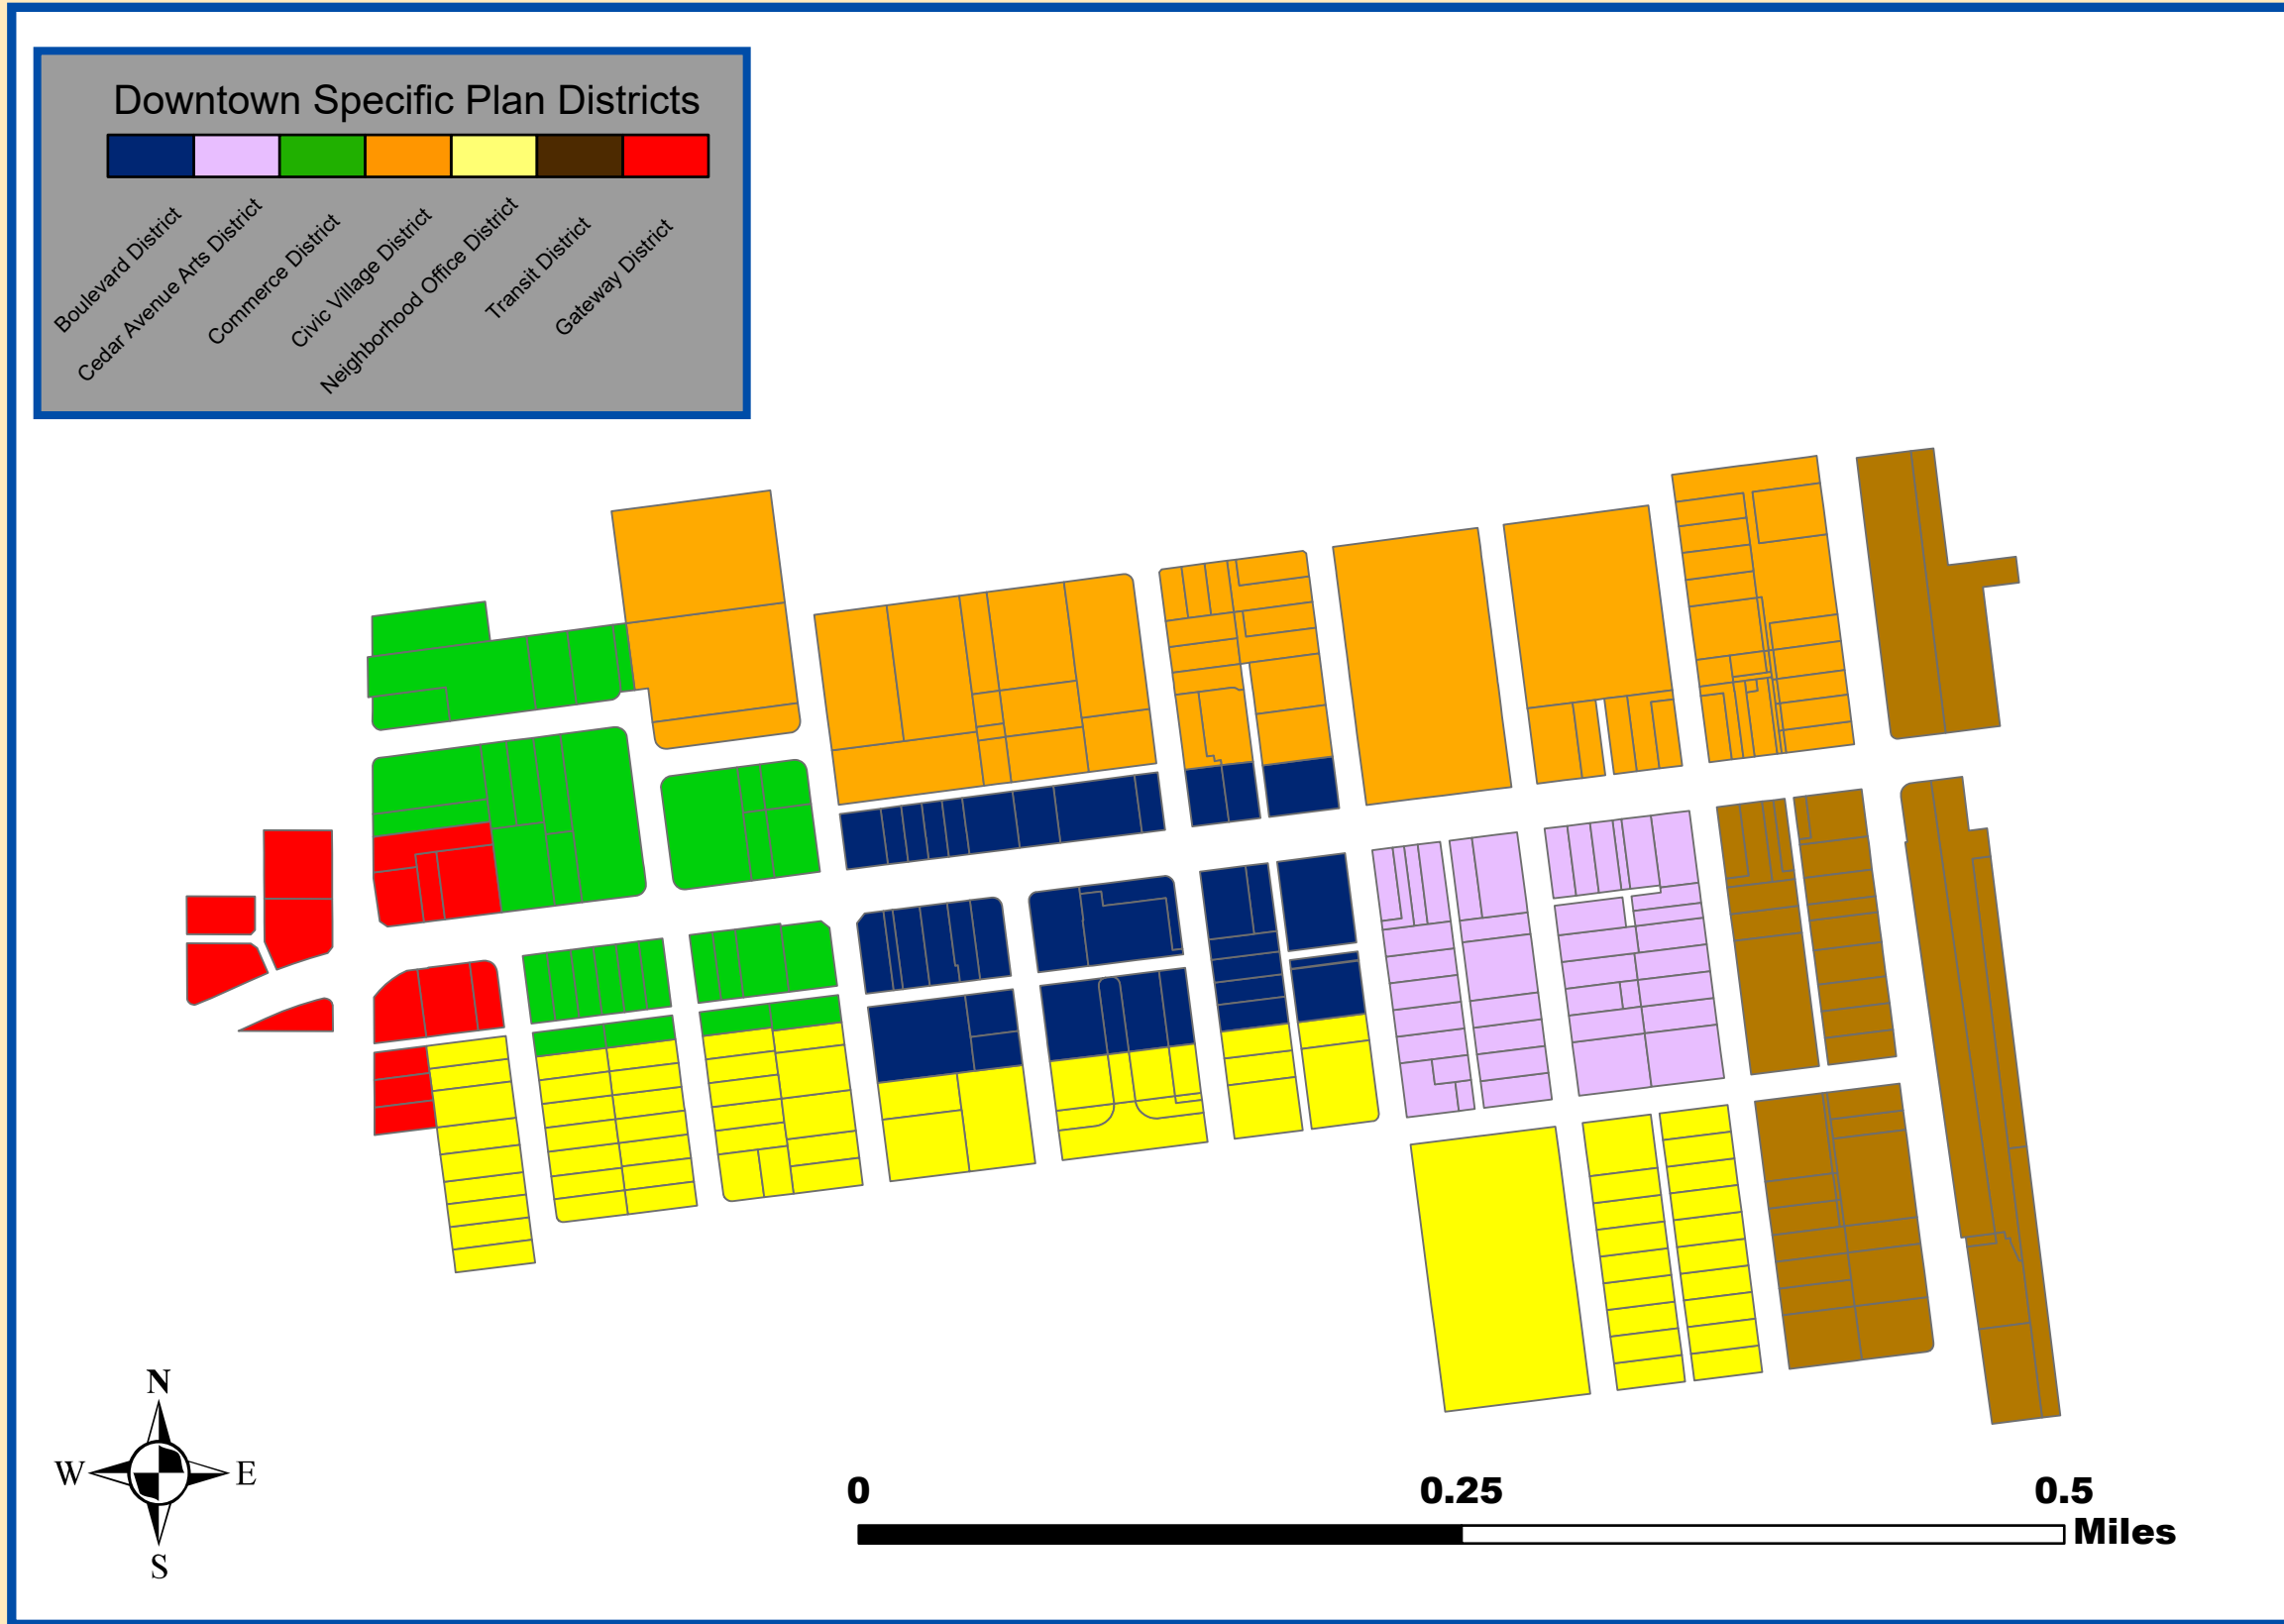 Downtown Specific Plan Districts
Boulevard District
Cedar Avenue Arts District
Commerce District
Civic Village District
Neighborhood Office District
Transit District
Gateway District
N
W E
S
0 0.25 0.5
Miles